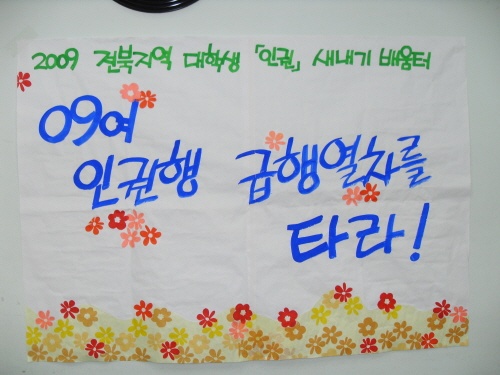 2009 전북지역 대학생 「인권」 새내기 배움터
09여
인권행 급행열차를
타라!